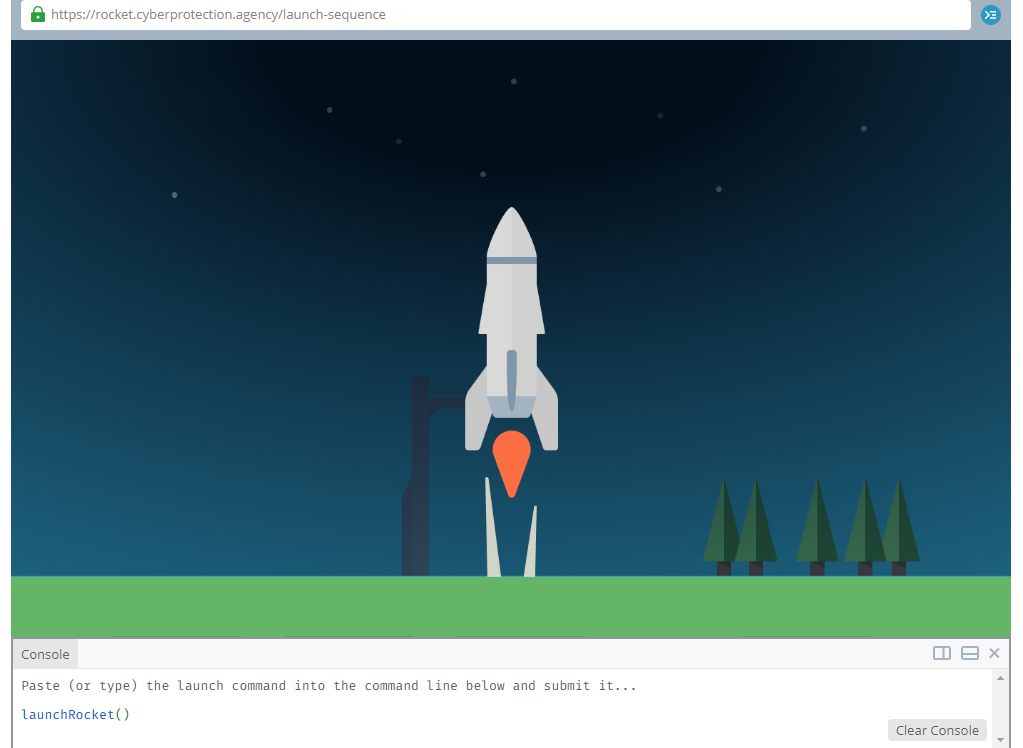 https://rocket.cyberprotection.agency/launch-sequence
Console
Paste (or type) the launch command into the command line below and submit it...
launchRocket()
Clear Console